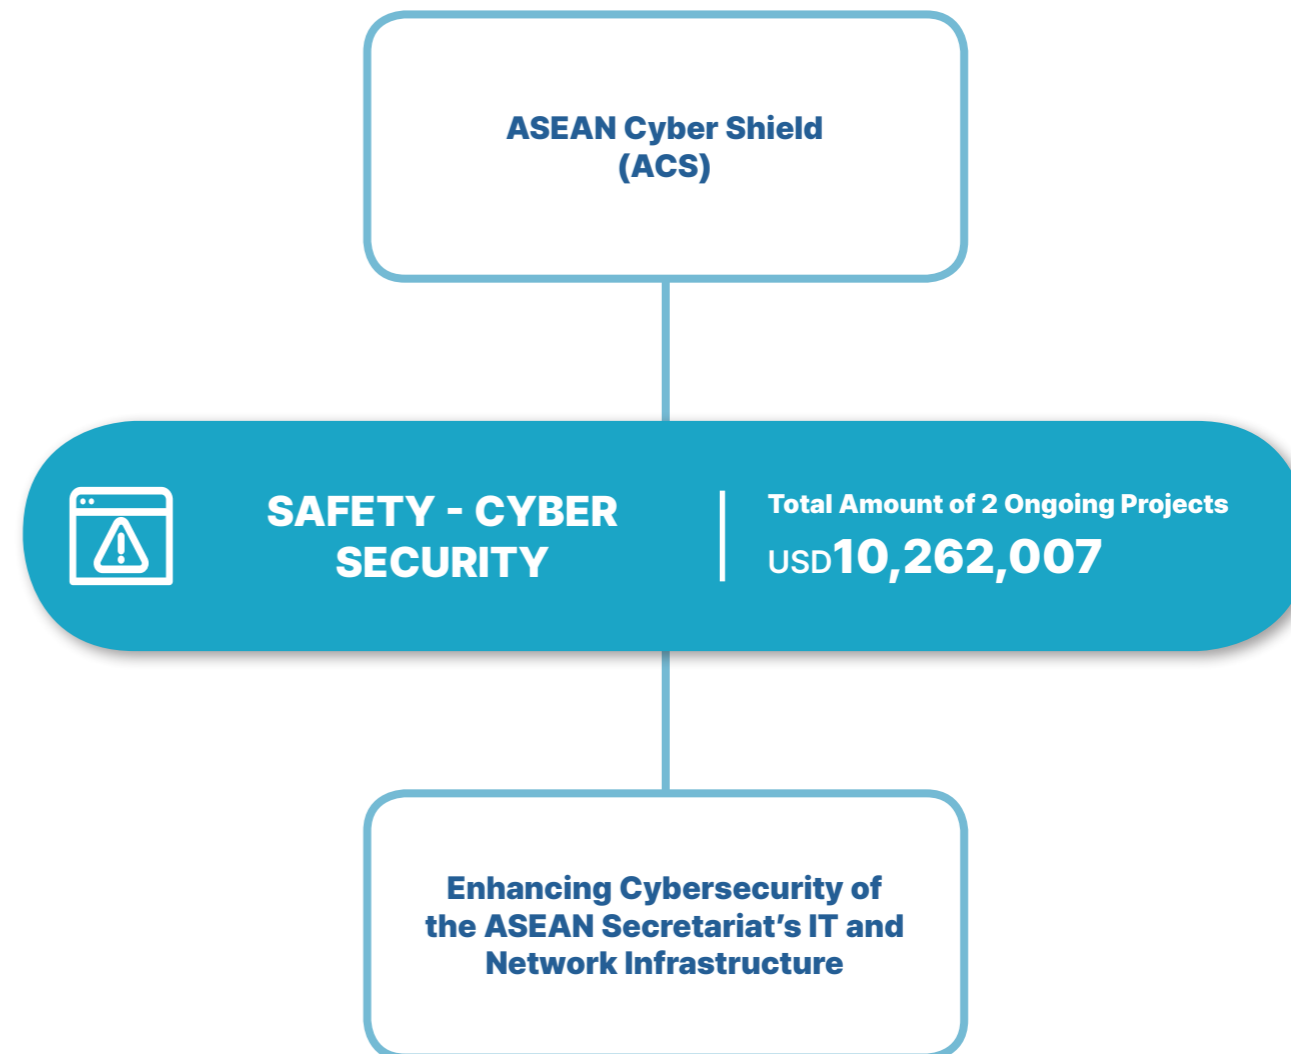 ASEAN Cyber Shield
(ACS)
SAFETY - CYBER
SECURITY
Total Amount of 2 Ongoing Projects
USD10,262,007
Enhancing Cybersecurity of
the ASEAN Secretariat’s IT and
Network Infrastructure